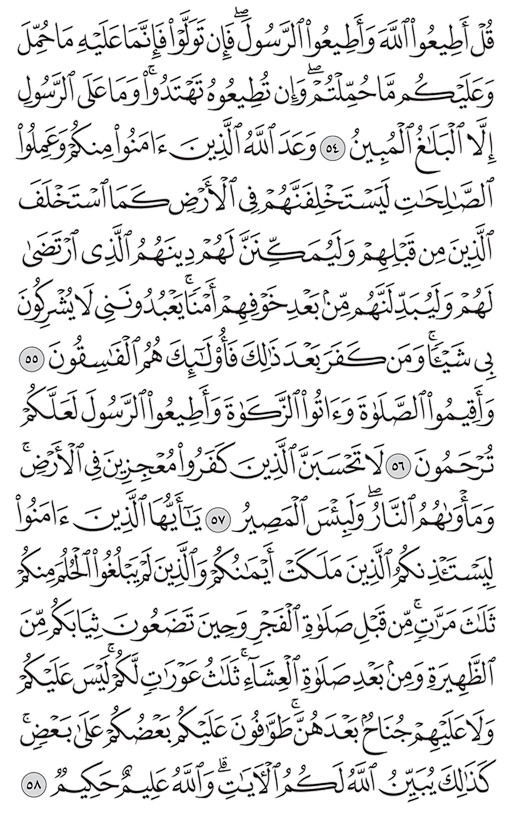 قُلْ أَطِيعُوا۟ ٱللَّهَ وَأَطِيعُوا۟ ٱلرَّسُولَ ۖ فَإِن تَوَلَّوْا۟ فَإِنَّمَا عَلَيْهِ مَا حُمِّلَ
وَعَلَيْكُم مَّا حُمِّلْتُمْ ۖ وَإِن تُطِيعُوهُ تَهْتَدُوا۟ ۚ وَمَا عَلَى ٱلرَّسُولِ
إِلَّا ٱلْبَلَٰغُ ٱلْمُبِينُ ٥٤ وَعَدَ ٱللَّهُ ٱلَّذِينَ ءَامَنُوا۟ مِنكُمْ وَعَمِلُوا۟
ٱلصَّٰلِحَٰتِ لَيَسْتَخْلِفَنَّهُمْ فِى ٱلْأَرْضِ كَمَا ٱسْتَخْلَفَ
ٱلَّذِينَ مِن قَبْلِهِمْ وَلَيُمَكِّنَنَّ لَهُمْ دِينَهُمُ ٱلَّذِى ٱرْتَضَىٰ
لَهُمْ وَلَيُبَدِّلَنَّهُم مِّنۢ بَعْدِ خَوْفِهِمْ أَمْنًا ۚ يَعْبُدُونَنِى لَا يُشْرِكُونَ
بِى شَيْـًٔا ۚ وَمَن كَفَرَ بَعْدَ ذَٰلِكَ فَأُو۟لَٰٓئِكَ هُمُ ٱلْفَٰسِقُونَ ٥٥
وَأَقِيمُوا۟ ٱلصَّلَوٰةَ وَءَاتُوا۟ ٱلزَّكَوٰةَ وَأَطِيعُوا۟ ٱلرَّسُولَ لَعَلَّكُمْ
تُرْحَمُونَ ٥٦ لَا تَحْسَبَنَّ ٱلَّذِينَ كَفَرُوا۟ مُعْجِزِينَ فِى ٱلْأَرْضِ ۚ
وَمَأْوَىٰهُمُ ٱلنَّارُ ۖ وَلَبِئْسَ ٱلْمَصِيرُ ٥٧ يَٰٓأَيُّهَا ٱلَّذِينَ ءَامَنُوا۟
لِيَسْتَـْٔذِنكُمُ ٱلَّذِينَ مَلَكَتْ أَيْمَٰنُكُمْ وَٱلَّذِينَ لَمْ يَبْلُغُوا۟ ٱلْحُلُمَ مِنكُمْ
ثَلَٰثَ مَرَّٰتٍ ۚ مِّن قَبْلِ صَلَوٰةِ ٱلْفَجْرِ وَحِينَ تَضَعُونَ ثِيَابَكُم مِّنَ
ٱلظَّهِيرَةِ وَمِنۢ بَعْدِ صَلَوٰةِ ٱلْعِشَآءِ ۚ ثَلَٰثُ عَوْرَٰتٍ لَّكُمْ ۚ لَيْسَ عَلَيْكُمْ
وَلَا عَلَيْهِمْ جُنَاحٌۢ بَعْدَهُنَّ ۚ طَوَّٰفُونَ عَلَيْكُم بَعْضُكُمْ عَلَىٰ بَعْضٍ ۚ
كَذَٰلِكَ يُبَيِّنُ ٱللَّهُ لَكُمُ ٱلْـَٔايَٰتِ ۗ وَٱللَّهُ عَلِيمٌ حَكِيمٌ ٥٨